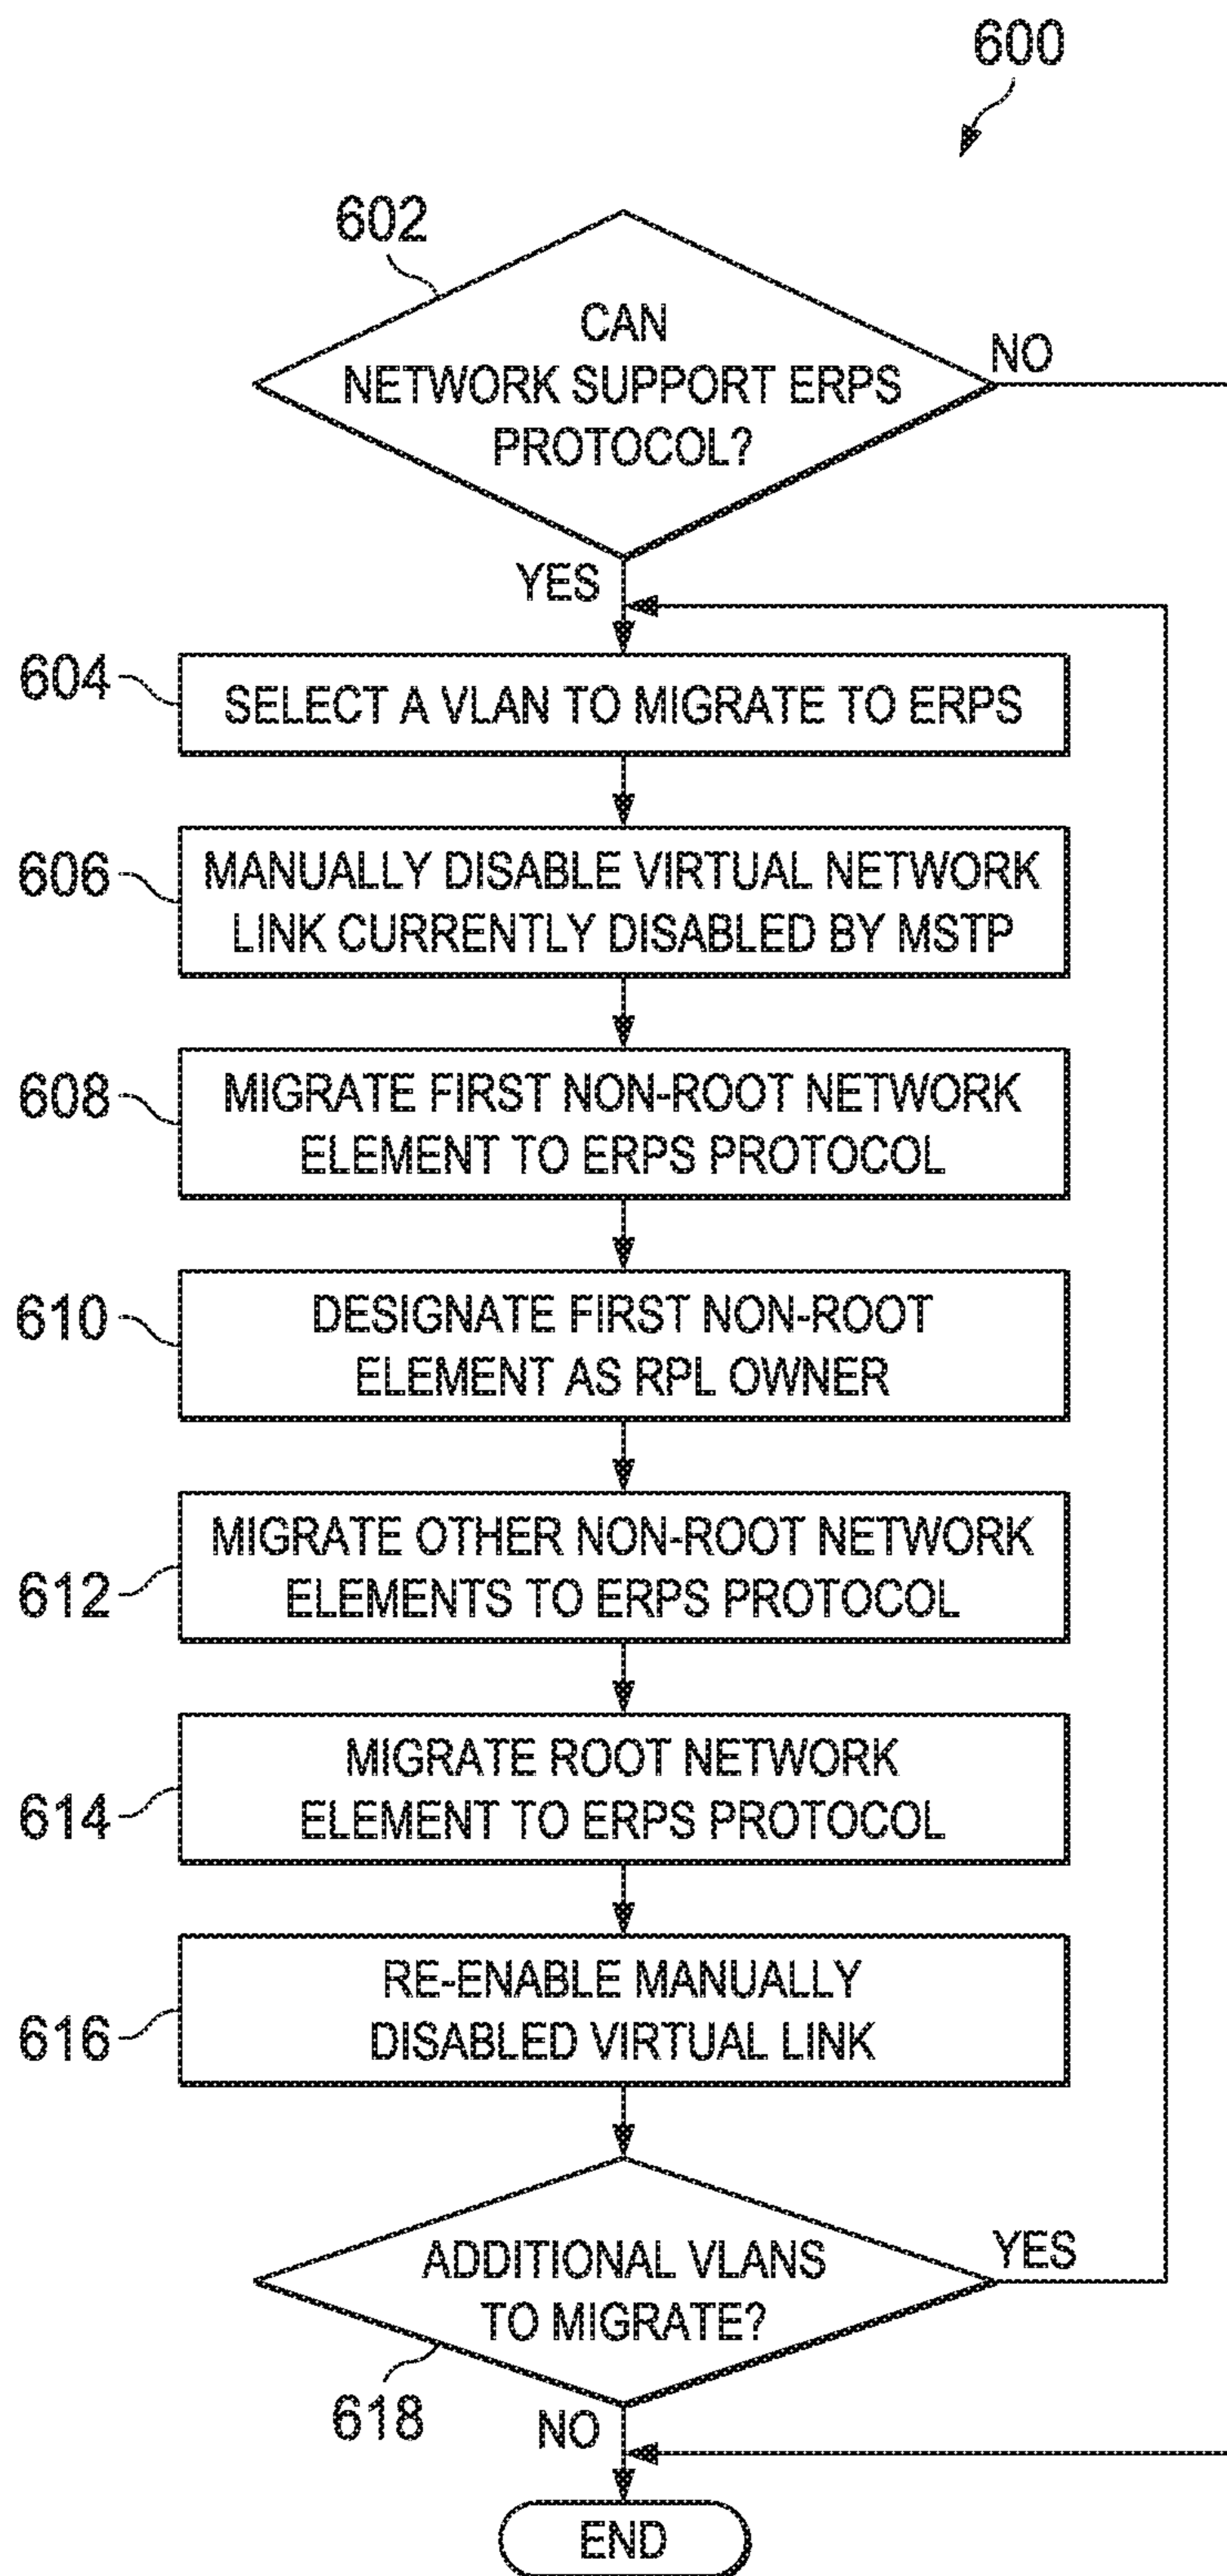 600
602
CAN
NETWORK SUPPORT ERPS
PROTOCOL?
NO
YES
604
SELECT A VLAN TO MIGRATE TO ERPS
606
MANUALLY DISABLE VIRTUAL NETWORK
LINK CURRENTLY DISABLED BY MSTP
608
MIGRATE FIRST NON-ROOT NETWORK
ELEMENT TO ERPS PROTOCOL
610
DESIGNATE FIRST NON-ROOT
ELEMENT AS RPL OWNER
612
MIGRATE OTHER NON-ROOT NETWORK
ELEMENTS TO ERPS PROTOCOL
614
MIGRATE ROOT NETWORK
ELEMENT TO ERPS PROTOCOL
616
RE-ENABLE MANUALLY
DISABLED VIRTUAL LINK
ADDITIONAL VLANS
TO MIGRATE?
YES
618
NO
END